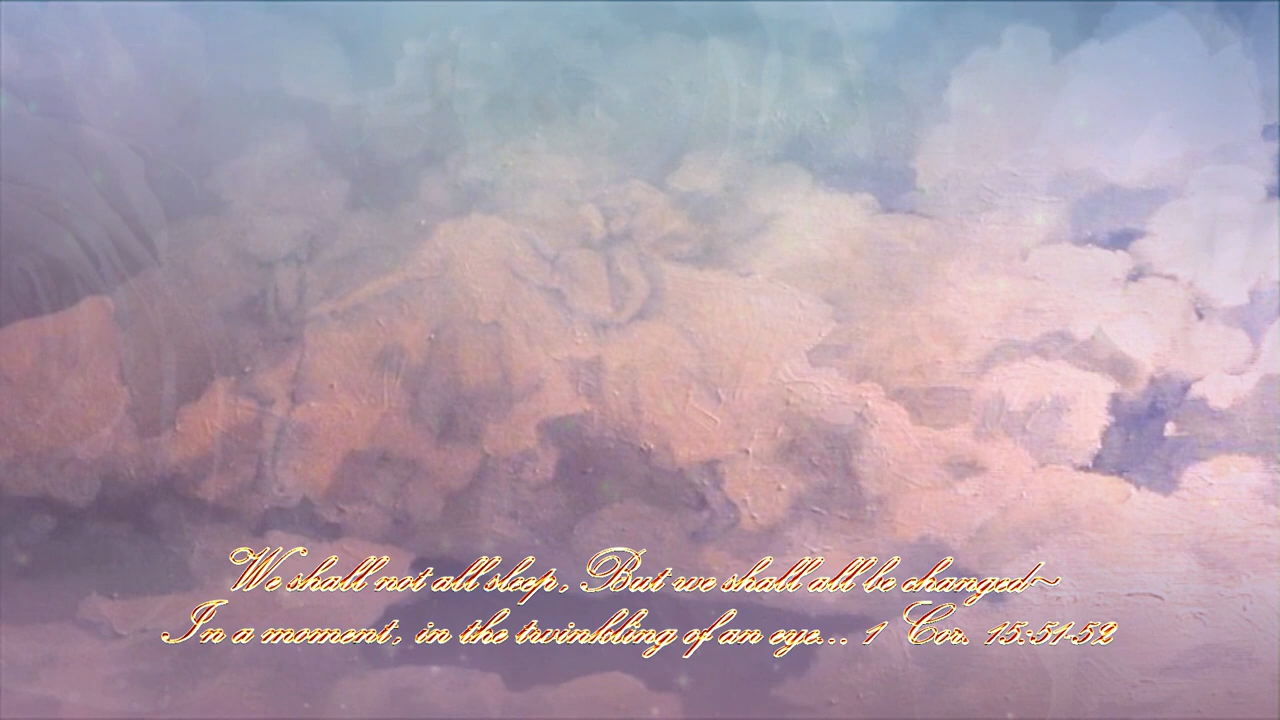 We shall not all sleep, But we shall all be changed~
In a moment, in the twinkling of an eye... 1 Cor. 15:51-52